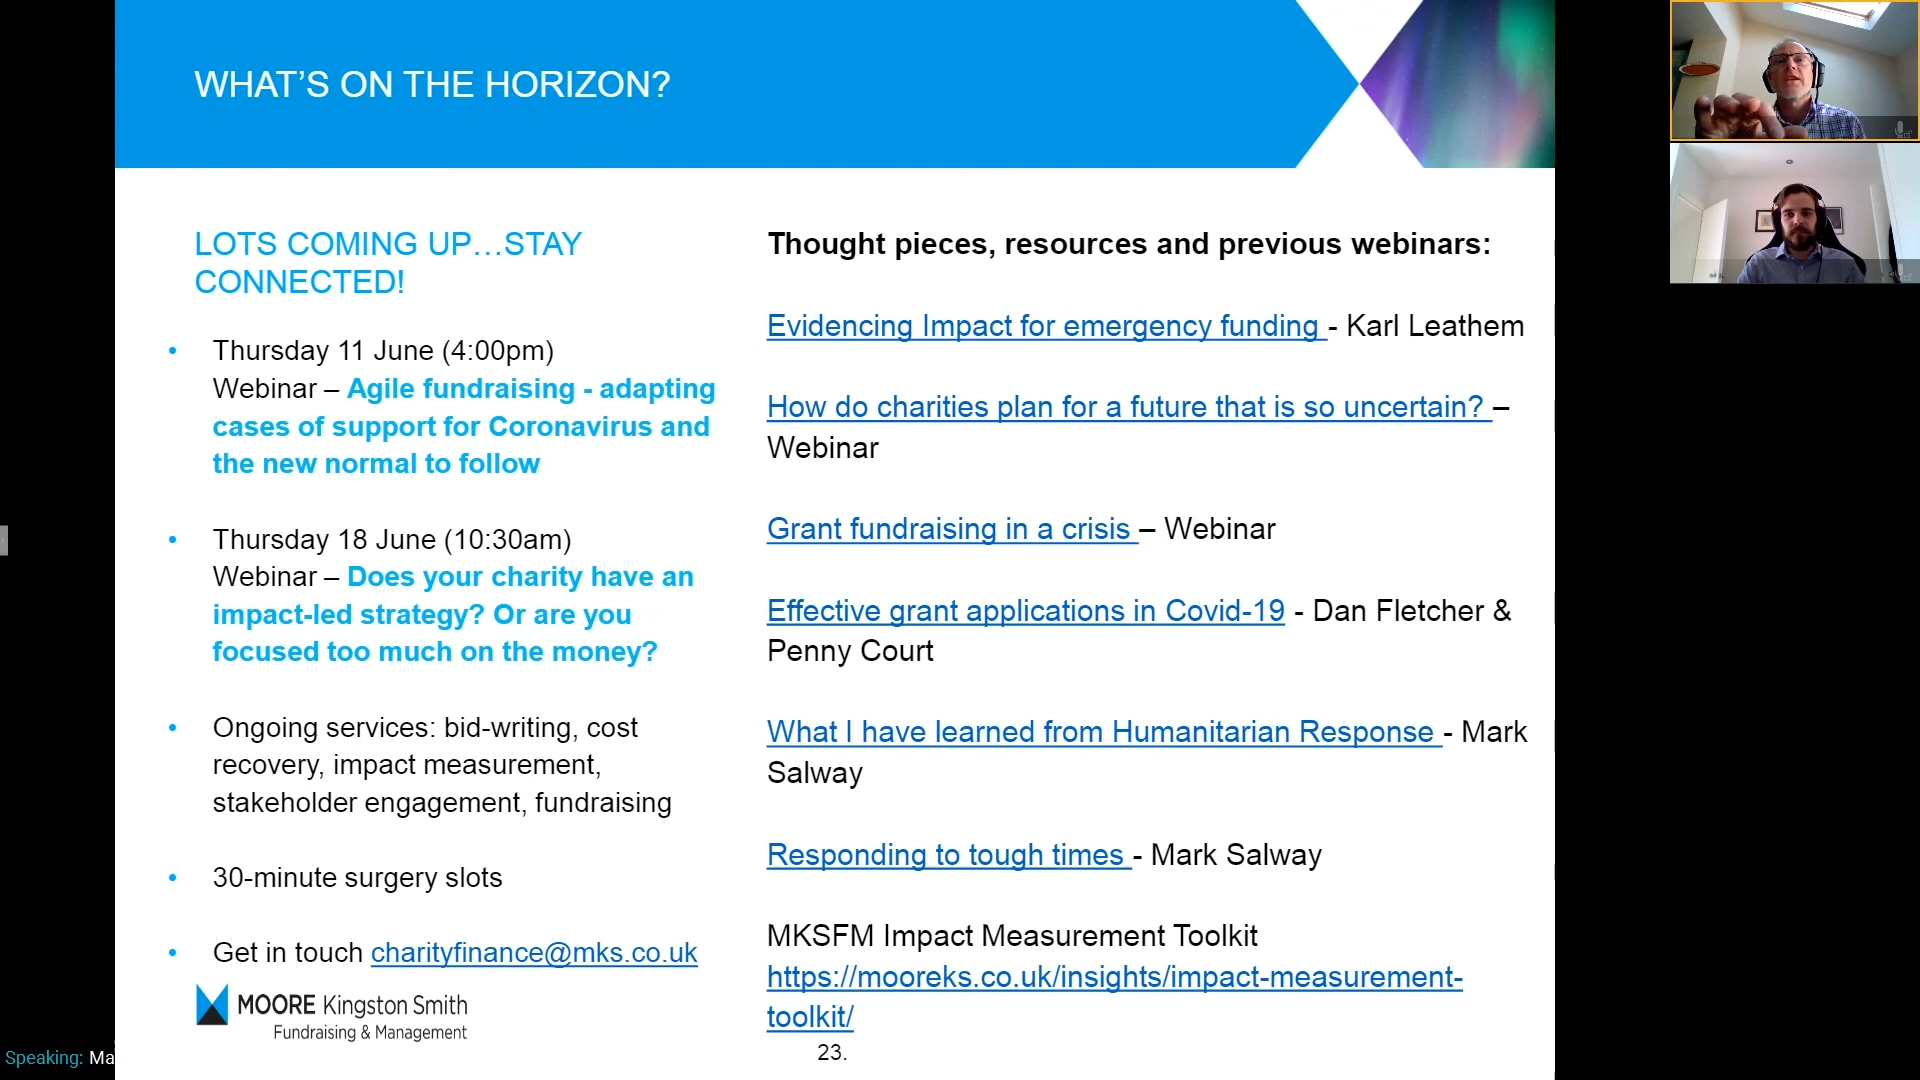 WHAT'S ON THE HORIZON?
LOTS COMING UP…STAY
CONNECTED!
• Thursday 11 June (4:00pm)
Webinar – Agile fundraising - adapting
cases of support for Coronavirus and
the new normal to follow
• Thursday 18 June (10:30am)
Webinar – Does your charity have an
impact-led strategy? Or are you
focused too much on the money?
• Ongoing services: bid-writing, cost
recovery, impact measurement,
stakeholder engagement, fundraising
• 30-minute surgery slots
• Get in touch charityfinance@mks.co.uk
MOORE Kingston Smith
Fundraising & Management
Thought pieces, resources and previous webinars:
Evidencing Impact for emergency funding - Karl Leathem
How do charities plan for a future that is so uncertain? –
Webinar
Grant fundraising in a crisis – Webinar
Effective grant applications in Covid-19 - Dan Fletcher &
Penny Court
What I have learned from Humanitarian Response - Mark
Salway
Responding to tough times - Mark Salway
MKSFM Impact Measurement Toolkit
https://mooreks.co.uk/insights/impact-measurement-
toolkit/
23.
Speaking: Ma